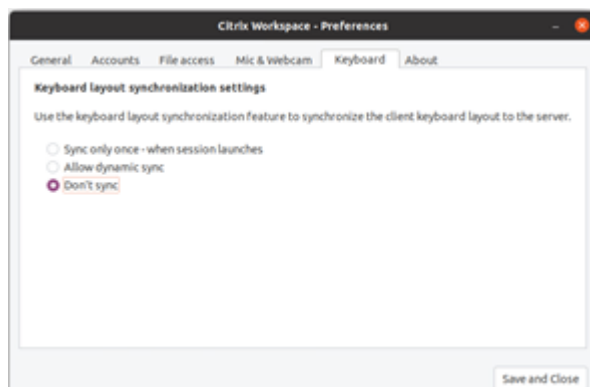 Citrix Workspace - Preferences
General Accounts File access Mic & Webcam Keyboard About
Keyboard layout synchronization settings
Use the keyboard layout synchronization feature to synchronize the client keyboard layout to the server.
Sync only once - when session launches
Allow dynamic sync
Don't sync
Save and Close